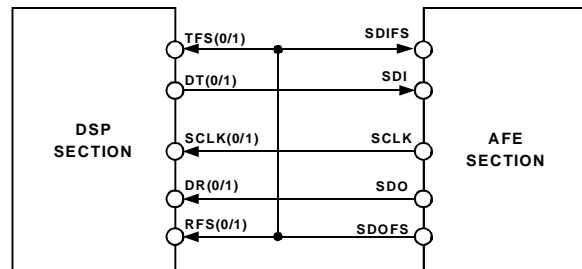 TFS(0/1) SDIFS
DT(0/1) SDI
DSP
SECTION
SCLK(0/1) SCLK
AFE
SECTION
DR(0/1) SDO
RFS(0/1) SDOFS